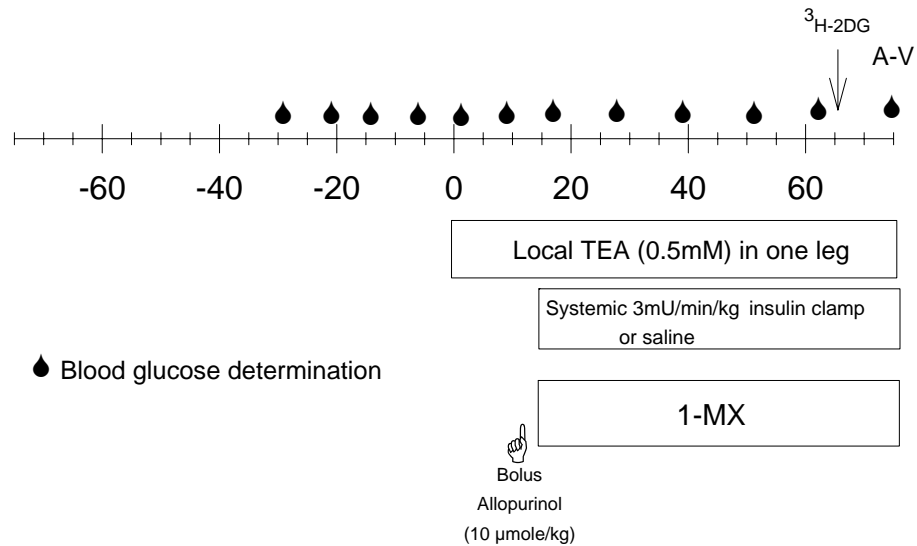 ³H-2DG
A-V
-60 -40 -20 0 20 40 60
Local TEA (0.5mM) in one leg
Systemic 3mU/min/kg insulin clamp
or saline
Blood glucose determination
1-MX
Bolus
Allopurinol
(10 µmole/kg)